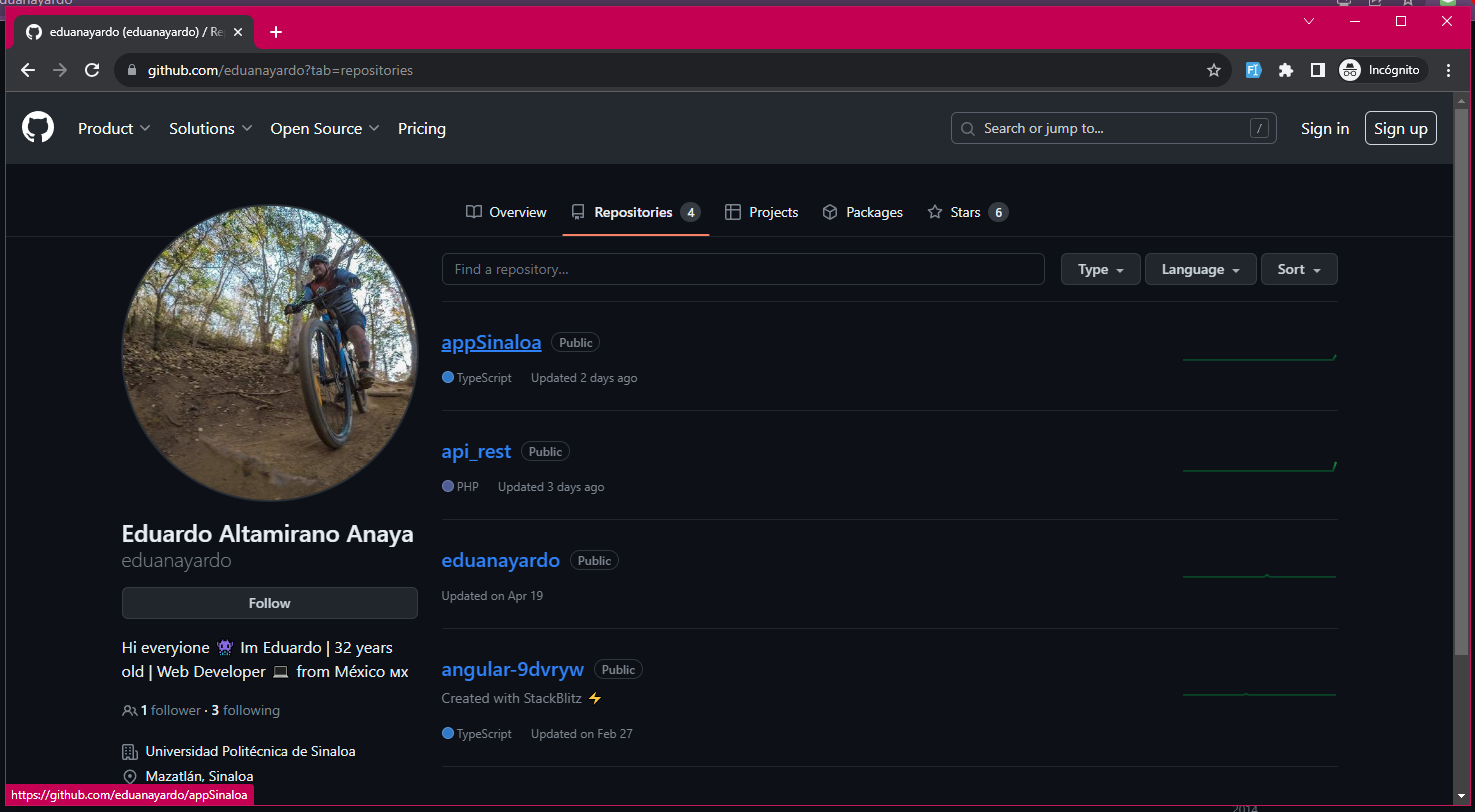 duanayardo
eduanayardo (eduanayardo) / Re
github.com/eduanayardo?tab=repositories
Incógnito
Product
Solutions
Open Source
Pricing
Search or jump to...
/
Sign in
Sign up
Overview
Repositories 4
Projects
Packages
Stars 6
Find a repository...
Type
Language
Sort
appSinaloa Public
TypeScript Updated 2 days ago
api_rest Public
PHP Updated 3 days ago
eduanayardo Public
Updated on Apr 19
angular-9dvryw Public
Created with StackBlitz ⚡
TypeScript Updated on Feb 27
Eduardo Altamirano Anaya
eduanayardo
Follow
Hi everyione 👾 Im Eduardo | 32 years
old | Web Developer 💻 from México мx
1 follower · 3 following
Universidad Politécnica de Sinaloa
Mazatlán, Sinaloa
https://github.com/eduanayardo/appSinaloa
2014